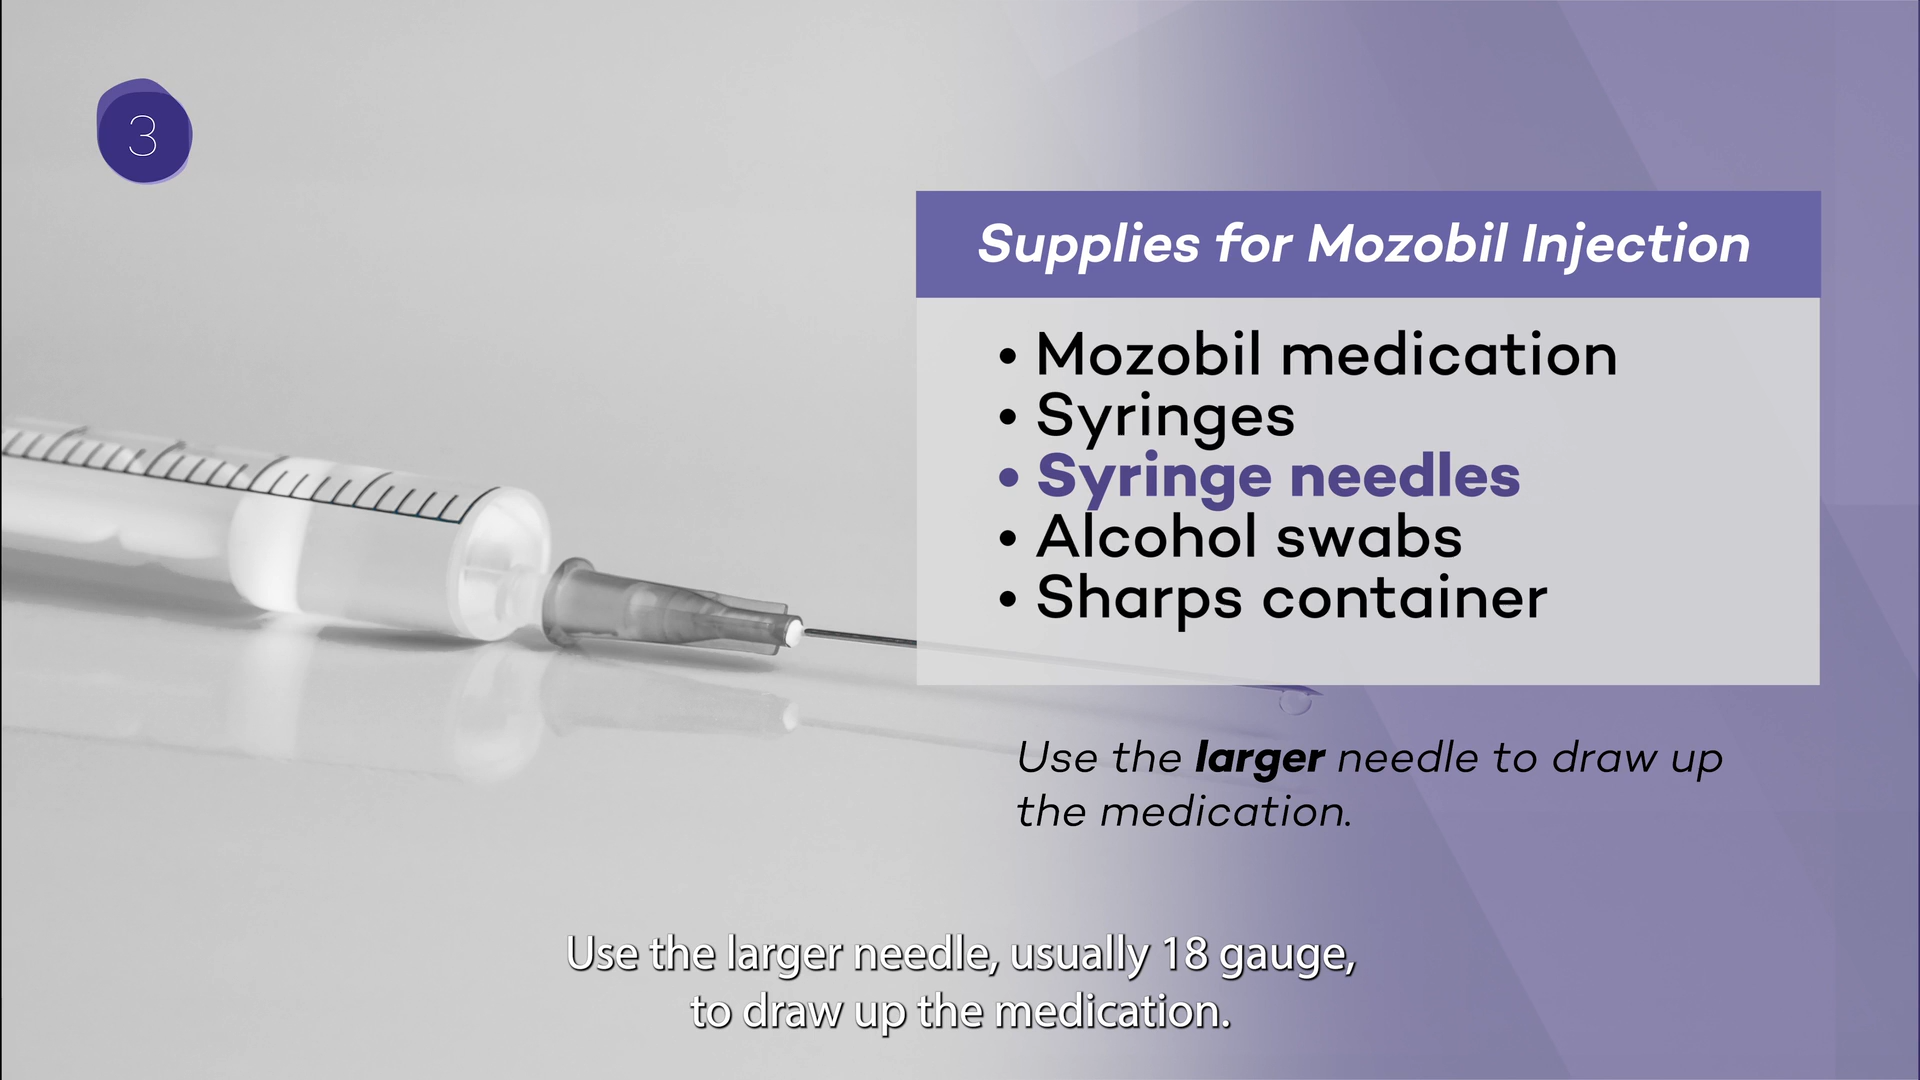 3
Supplies for Mozobil Injection
• Mozobil medication
• Syringes
• Syringe needles
• Alcohol swabs
• Sharps container
Use the larger needle to draw up
the medication.
Use the larger needle, usually 18 gauge,
to draw up the medication.